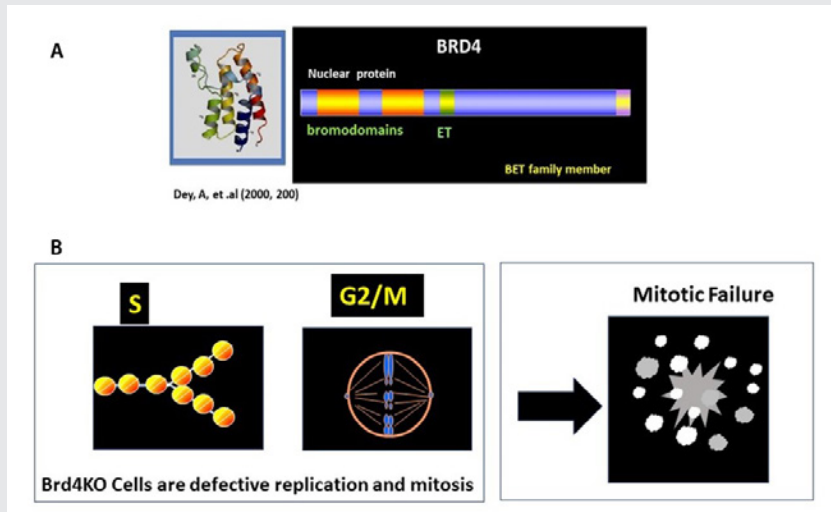 A
BRD4
Nuclear protein
bromodomains
ET
BET family member
Dey, A, et .al (2000, 200)
B
S
G2/M
Mitotic Failure
Brd4KO Cells are defective replication and mitosis